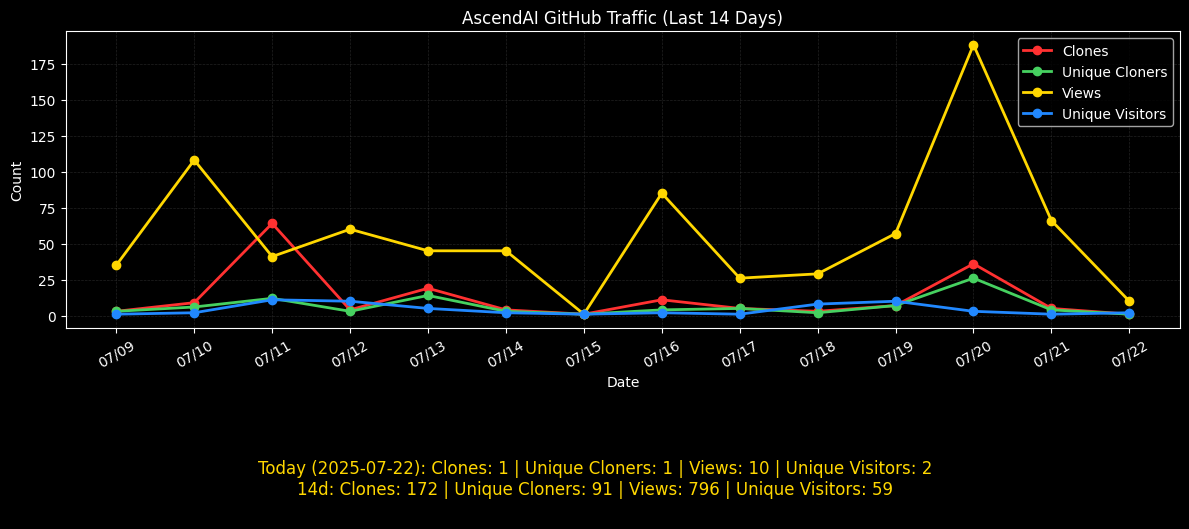 AscendAI GitHub Traffic (Last 14 Days)
Clones
Unique Cloners
Views
Unique Visitors
Count
175
150
125
100
75
50
25
0
07/09 07/10 07/11 07/12 07/13 07/14 07/15 07/16 07/17 07/18 07/19 07/20 07/21 07/22
Date
Today (2025-07-22): Clones: 1 | Unique Cloners: 1 | Views: 10 | Unique Visitors: 2
14d: Clones: 172 | Unique Cloners: 91 | Views: 796 | Unique Visitors: 59